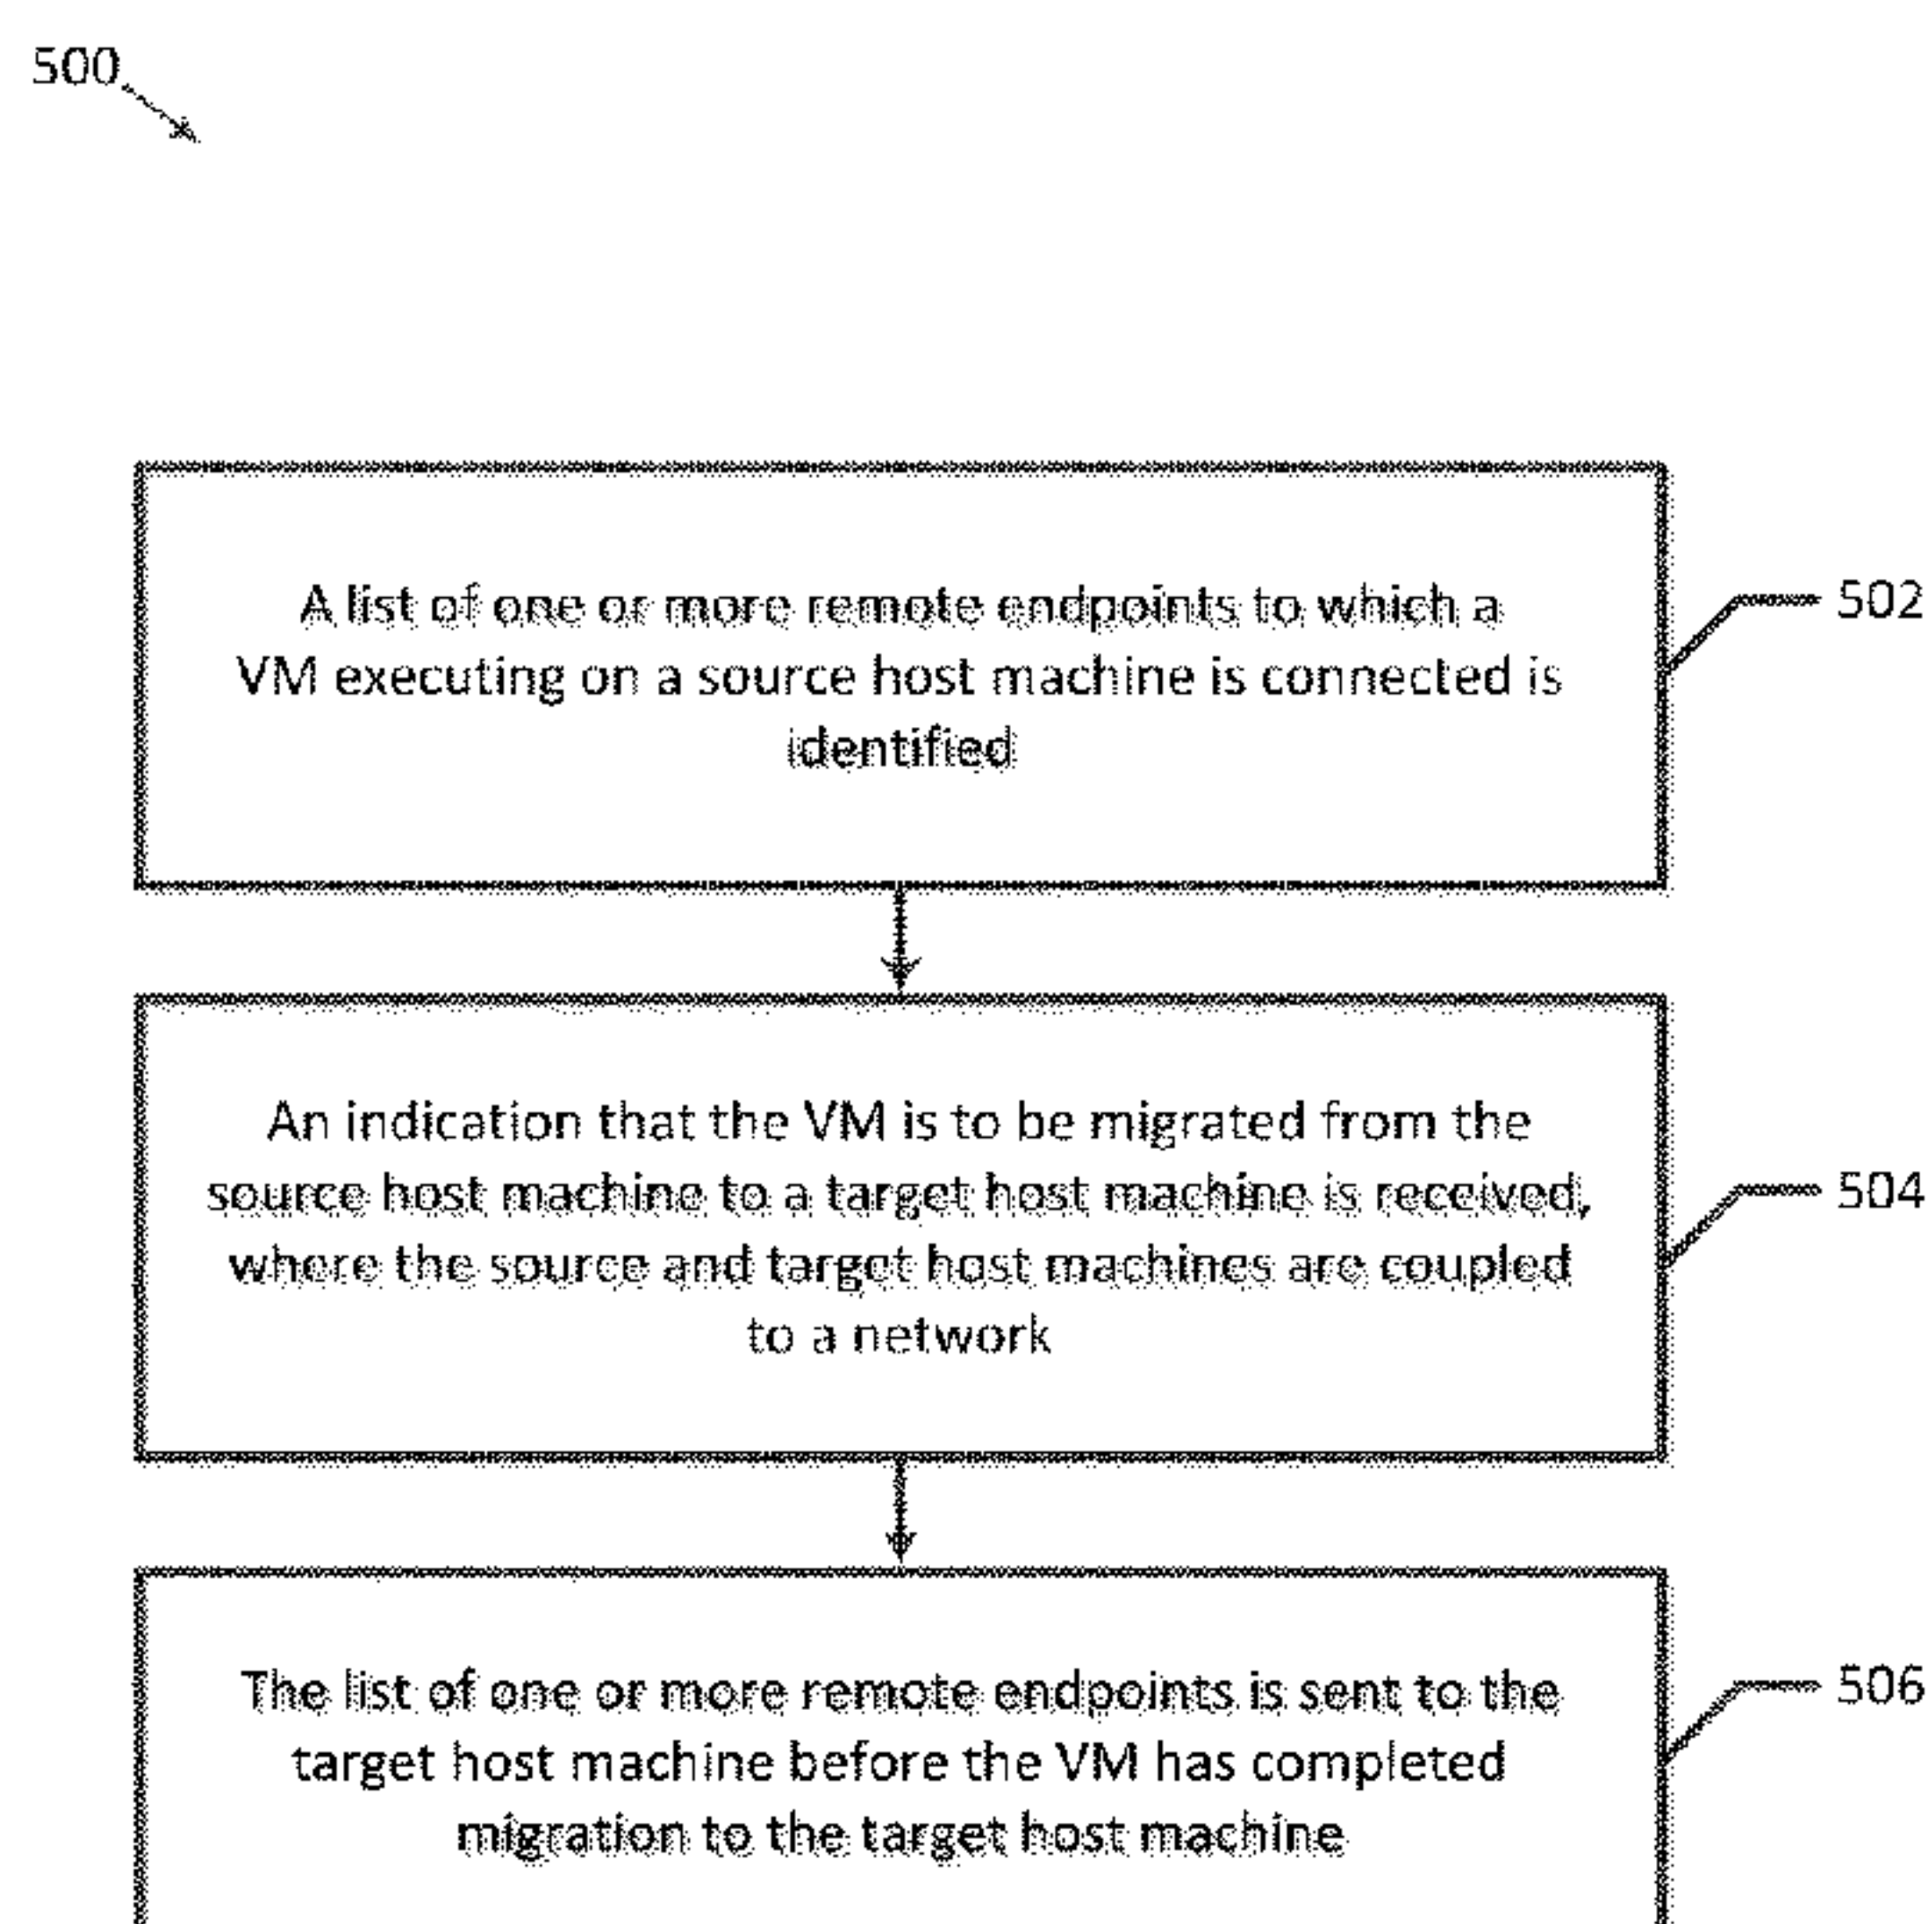 500
A list of one or more remote endpoints to which a
VM executing on a source host machine is connected is
identified
502
An indication that the VM is to be migrated from the
source host machine to a target host machine is received,
where the source and target host machines are coupled
to a network
504
The list of one or more remote endpoints is sent to the
target host machine before the VM has completed
migration to the target host machine
506